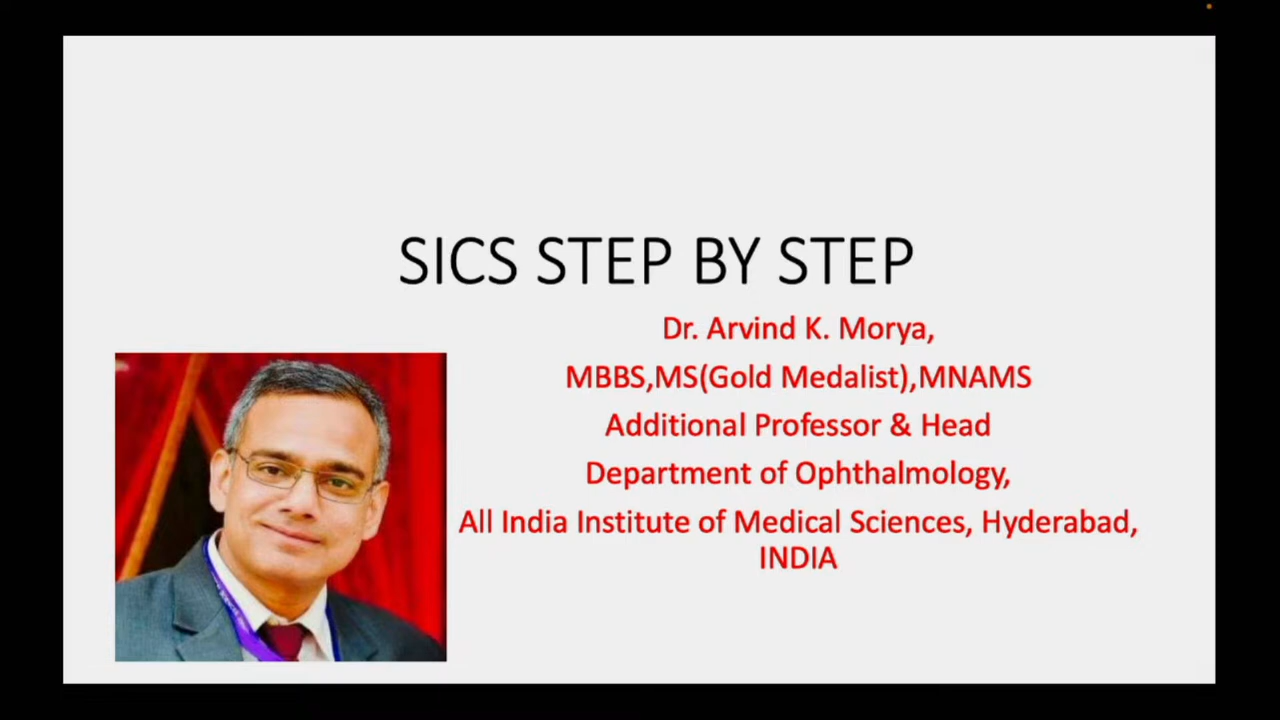 SICS STEP BY STEP
Dr. Arvind K. Morya,
MBBS,MS(Gold Medalist),MNAMS
Additional Professor & Head
Department of Ophthalmology,
All India Institute of Medical Sciences, Hyderabad,
INDIA